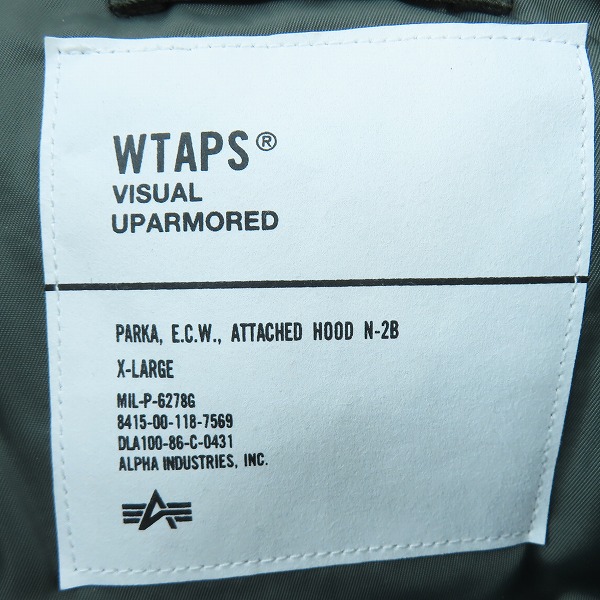 WTAPS®
VISUAL
UPARMORED
PARKA, E.C.W., ATTACHED HOOD N-2B
X-LARGE
MIL-P-6278G
8415-00-118-7569
DLA100-86-C-0431
ALPHA INDUSTRIES, INC.